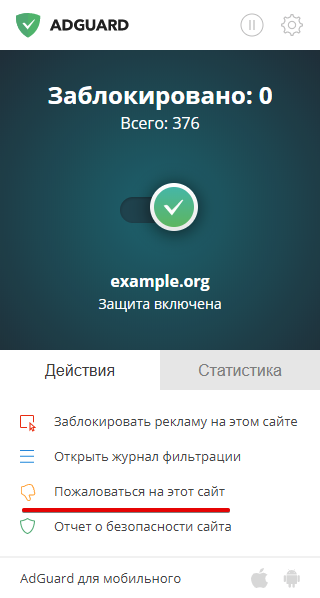 ADGUARD
Заблокировано: 0
Всего: 376
example.org
Защита включена
Действия
Статистика
Заблокировать рекламу на этом сайте
Открыть журнал фильтрации
Пожаловаться на этот сайт
Отчет о безопасности сайта
AdGuard для мобильного